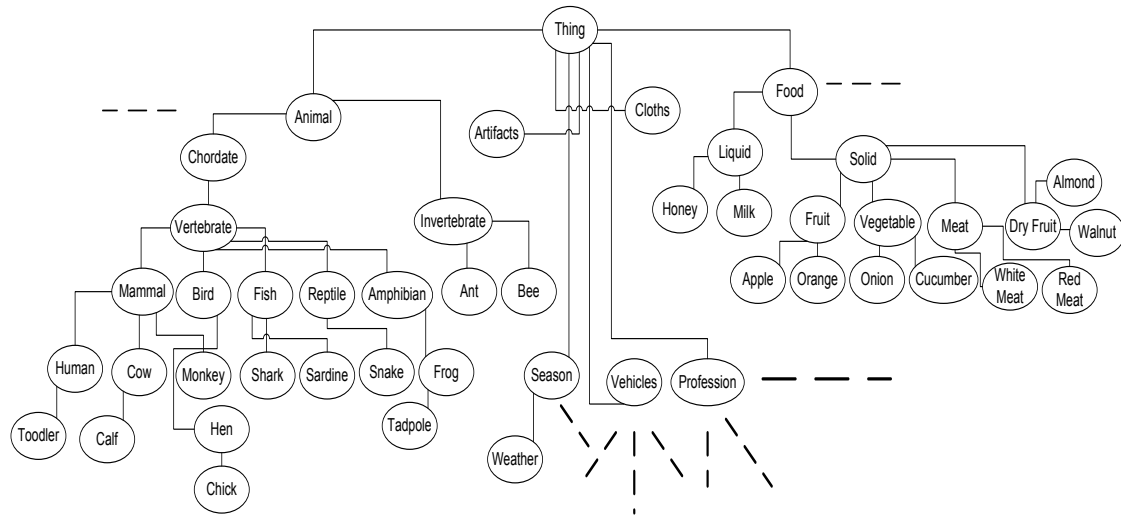 Thing
Animal
Food
Cloths
Artifacts
Chordate
Liquid
Solid
Almond
Honey
Milk
Fruit
Vegetable
Meat
Dry Fruit
Walnut
Vertebrate
Invertebrate
Apple
Orange
Onion
Cucumber
White
Meat
Red
Meat
Mammal
Bird
Fish
Reptile
Amphibian
Ant
Bee
Human
Cow
Monkey
Shark
Sardine
Snake
Frog
Season
Vehicles
Profession
Toodler
Calf
Hen
Tadpole
Weather
Chick